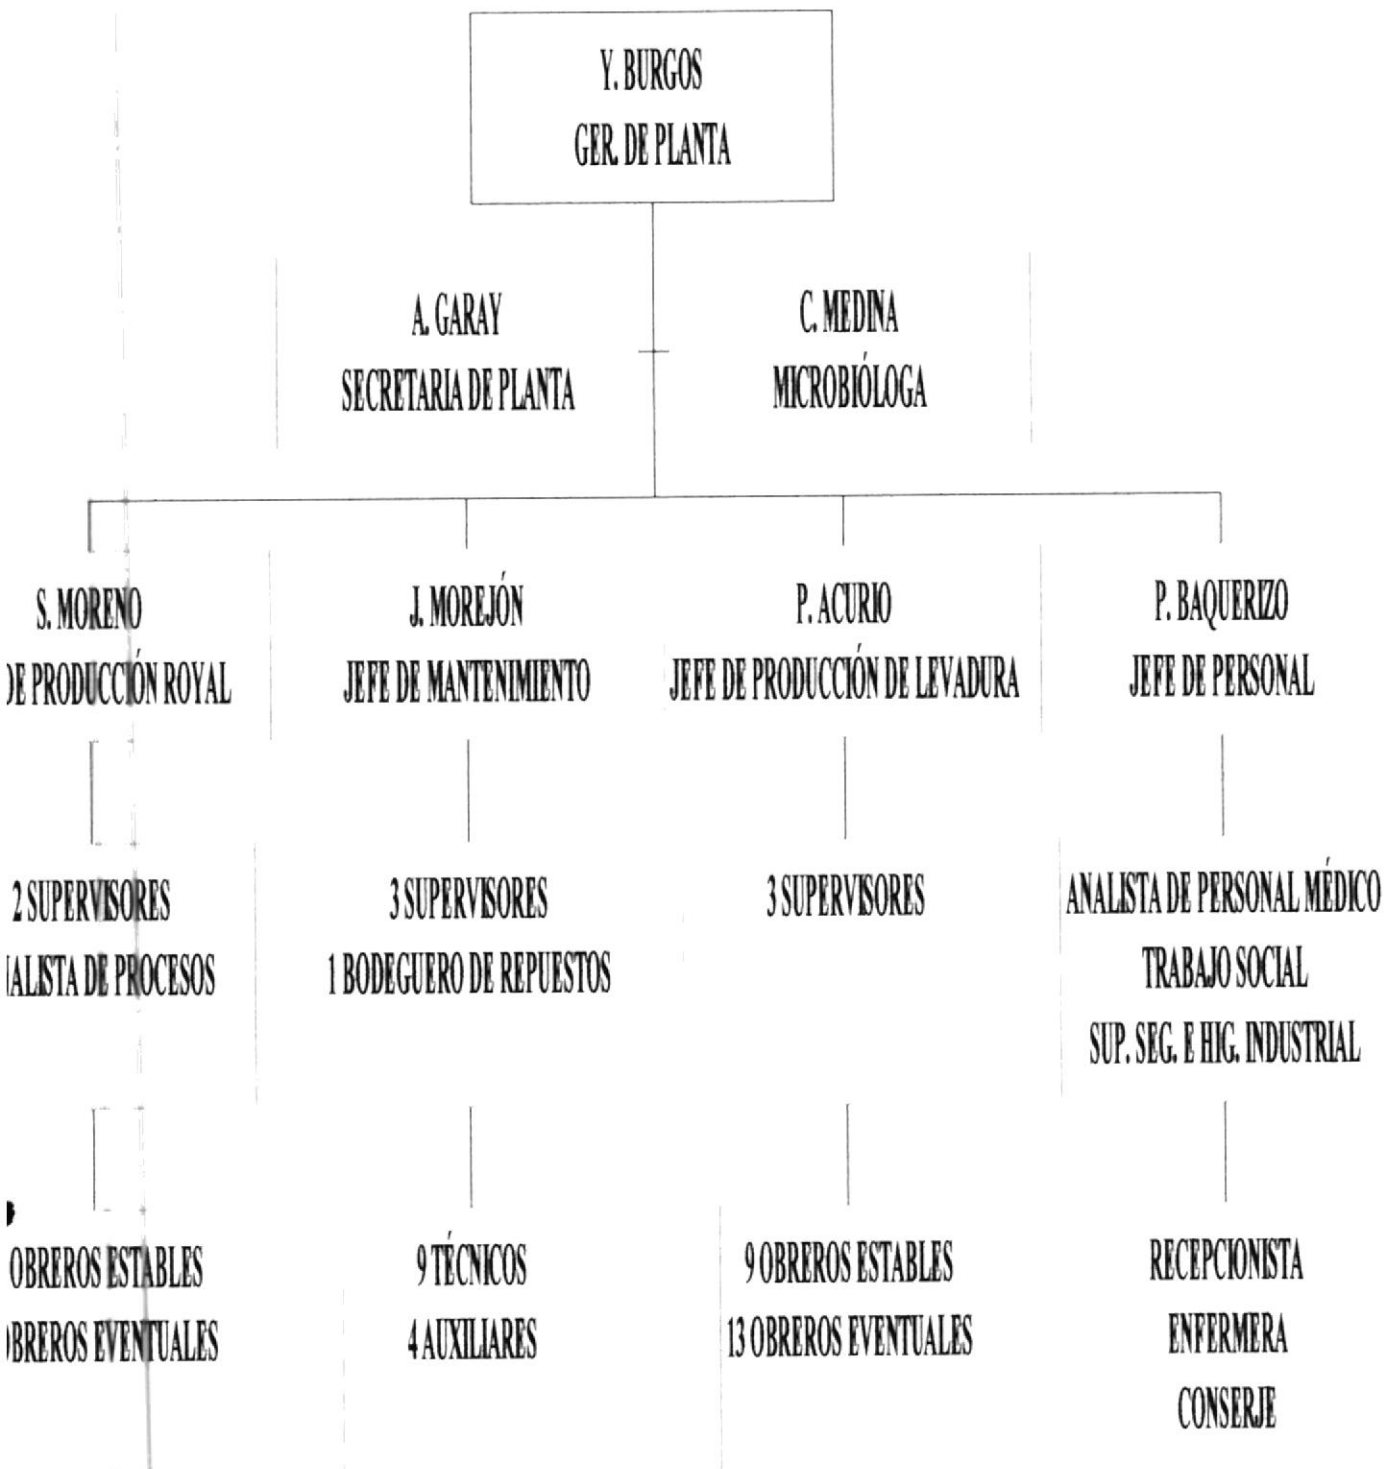 Y. BURGOS
GER. DE PLANTA
A. GARAY
SECRETARIA DE PLANTA
C. MEDINA
MICROBIÓLOGA
S. MORENO
DE PRODUCCIÓN ROYAL
J. MOREJÓN
JEFE DE MANTENIMIENTO
P. ACURIO
JEFE DE PRODUCCIÓN DE LEVADURA
P. BAQUERIZO
JEFE DE PERSONAL
2 SUPERVISORES
DE PROCESOS
3 SUPERVISORES
1 BODEGUERO DE REPUESTOS
3 SUPERVISORES
ANALISTA DE PERSONAL MÉDICO
TRABAJO SOCIAL
SUP. SEG. E HIG. INDUSTRIAL
OBREROS ESTABLES
EVENTUALES
9 TÉCNICOS
4 AUXILIARES
9 OBREROS ESTABLES
13 OBREROS EVENTUALES
RECEPCIONISTA
ENFERMERA
CONSERJE